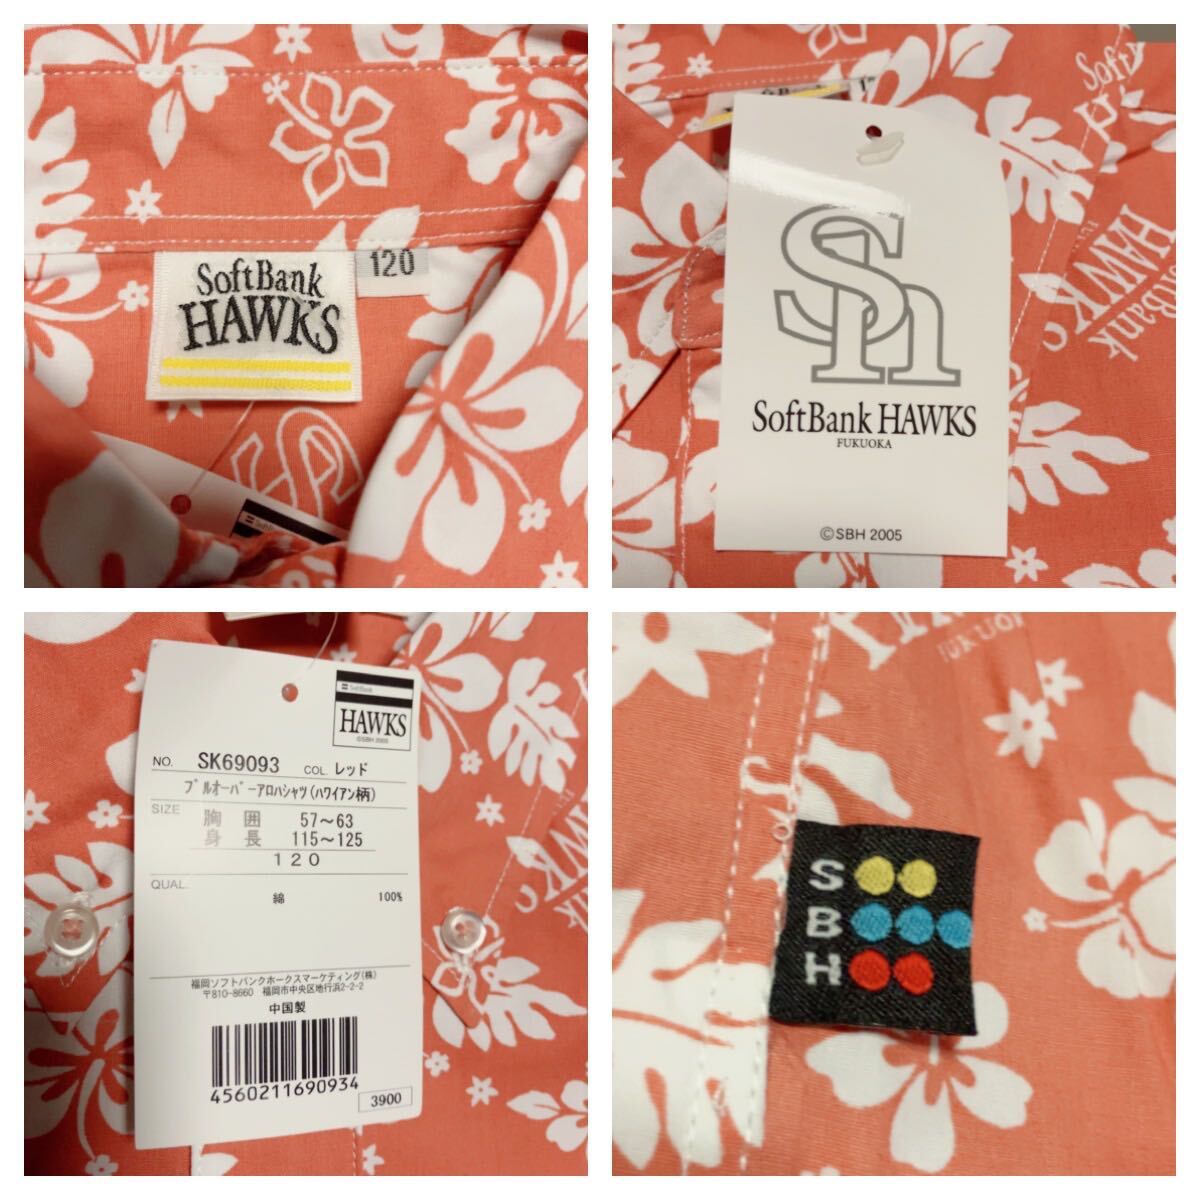 SoftBank
HAWKS
120
SoftBank
HAWKS
FUKUOKA
©SBH 2005
SoftBank
HAWKS
©SBH 2005
NO. SK69093 COL. レッド
プルオーバーアロハシャツ(ハワイアン柄)
SIZE
胸 囲 57～63
身 長 115～125
120
QUAL.
綿 100%
福岡ソフトバンクホークスマーケティング(株)
〒810-8660 福岡市中央区地行浜2-2-2
中国製
4560211690934
3900
FUKUO
S
B
H